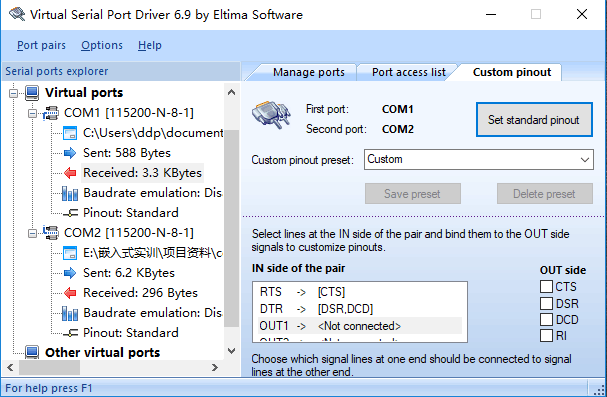 Virtual Serial Port Driver 6.9 by Eltima Software
Port pairs Options Help
Serial ports explorer
Virtual ports
COM1 [115200-N-8-1]
C:\Users\ddp\document
Sent: 588 Bytes
Received: 3.3 KBytes
Baudrate emulation: Dis
Pinout: Standard
COM2 [115200-N-8-1]
E:\嵌入式实训\项目资料\c
Sent: 6.2 KBytes
Received: 296 Bytes
Baudrate emulation: Dis
Pinout: Standard
Other virtual ports
Manage ports Port access list Custom pinout
First port: COM1
Second port: COM2
Set standard pinout
Custom pinout preset: Custom
Save preset Delete preset
Select lines at the IN side of the pair and bind them to the OUT side
signals to customize pinouts.
IN side of the pair
RTS -> [CTS]
DTR -> [DSR,DCD]
OUT1 -> <Not connected>
OUT side
CTS
DSR
DCD
RI
Choose which signal lines at one end should be connected to signal
lines at the other end.
For help press F1